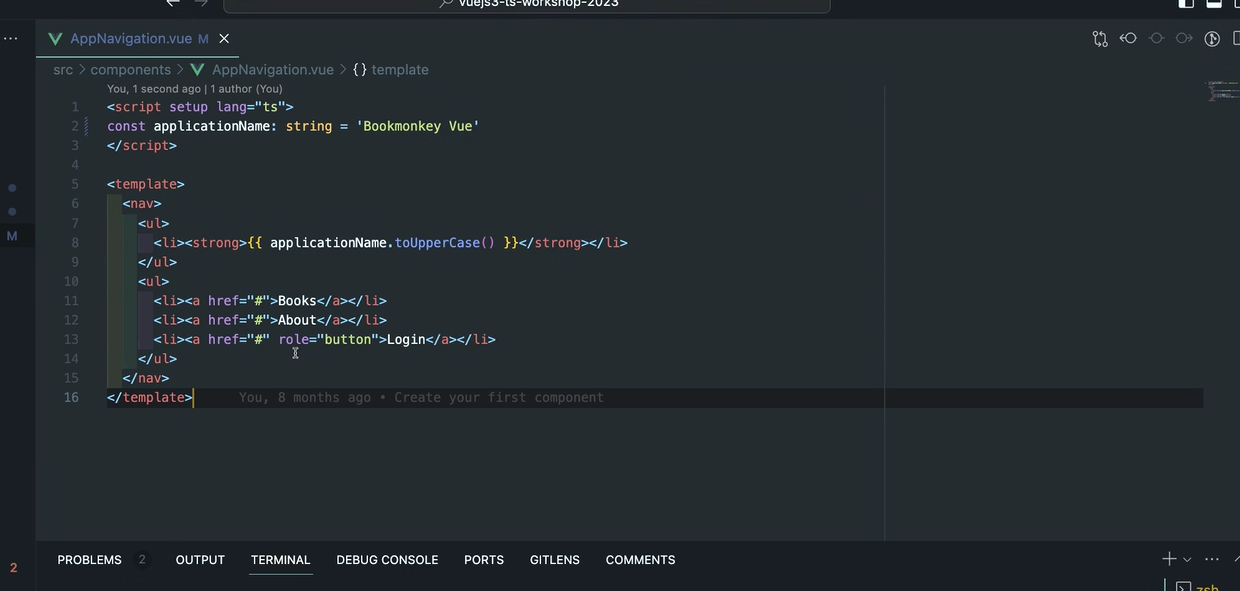 vuejs3-ts-workshop-2023
AppNavigation.vue M
src > components > AppNavigation.vue > {} template
You, 1 second ago | 1 author (You)
1 <script setup lang="ts">
2 const applicationName: string = 'Bookmonkey Vue'
3 </script>
4
5 <template>
6 <nav>
7 <ul>
8 <li><strong>{{ applicationName.toUpperCase() }}</strong></li>
9 </ul>
10 <ul>
11 <li><a href="#">Books</a></li>
12 <li><a href="#">About</a></li>
13 <li><a href="#" role="button">Login</a></li>
14 </ul>
15 </nav>
16 </template> You, 8 months ago • Create your first component
M
2
PROBLEMS 2 OUTPUT TERMINAL DEBUG CONSOLE PORTS GITLENS COMMENTS
zsh